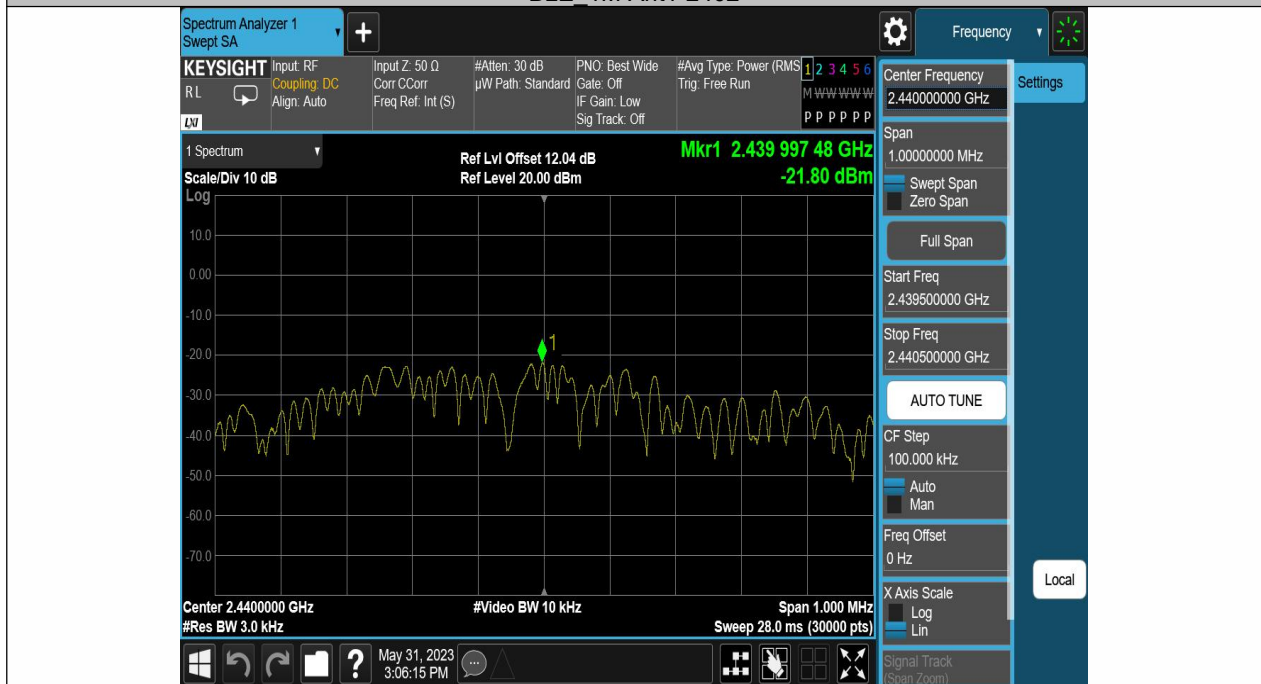 Spectrum Analyzer 1
Swept SA
+
Frequency
KEYSIGHT
RL
LXI
Input: RF
Coupling: DC
Align: Auto
Input Z: 50 Ω
Corr CCorr
Freq Ref: Int (S)
#Atten: 30 dB
µW Path: Standard
PNO: Best Wide
Gate: Off
IF Gain: Low
Sig Track: Off
#Avg Type: Power (RMS
Trig: Free Run
1 2 3 4 5 6
M W W W W W
P P P P P P
1 Spectrum
Scale/Div 10 dB
Log
Ref Lvl Offset 12.04 dB
Ref Level 20.00 dBm
Mkr1 2.439 997 48 GHz
-21.80 dBm
10.0
0.00
-10.0
-20.0
-30.0
-40.0
-50.0
-60.0
-70.0
1
Center 2.4400000 GHz
#Res BW 3.0 kHz
#Video BW 10 kHz
Span 1.000 MHz
Sweep 28.0 ms (30000 pts)
Center Frequency
2.440000000 GHz
Span
1.00000000 MHz
Swept Span
Zero Span
Full Span
Start Freq
2.439500000 GHz
Stop Freq
2.440500000 GHz
AUTO TUNE
CF Step
100.000 kHz
Auto
Man
Freq Offset
0 Hz
X Axis Scale
Log
Lin
Signal Track
(Span Zoom)
Settings
Local
?
May 31, 2023
3:06:15 PM